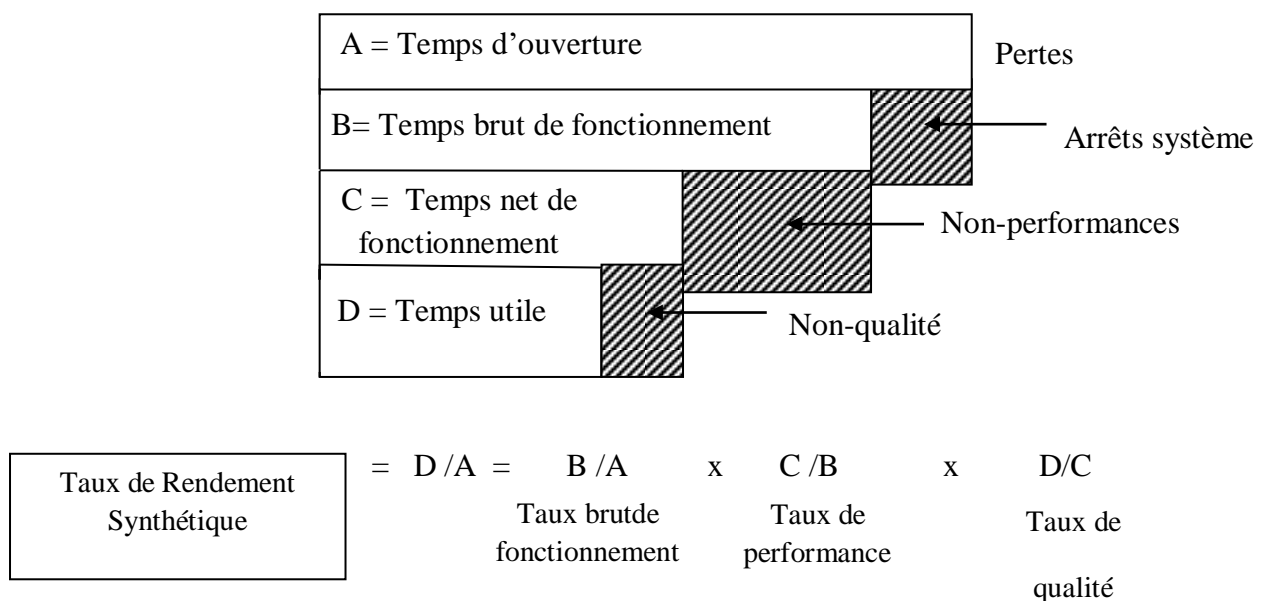 A = Temps d’ouverture
Pertes
B= Temps brut de fonctionnement
Arrêts système
C = Temps net de
fonctionnement
Non-performances
D = Temps utile
Non-qualité
Taux de Rendement
Synthétique
= D /A = B /A x C /B x D/C
Taux brutde
fonctionnement
Taux de
performance
Taux de
qualité